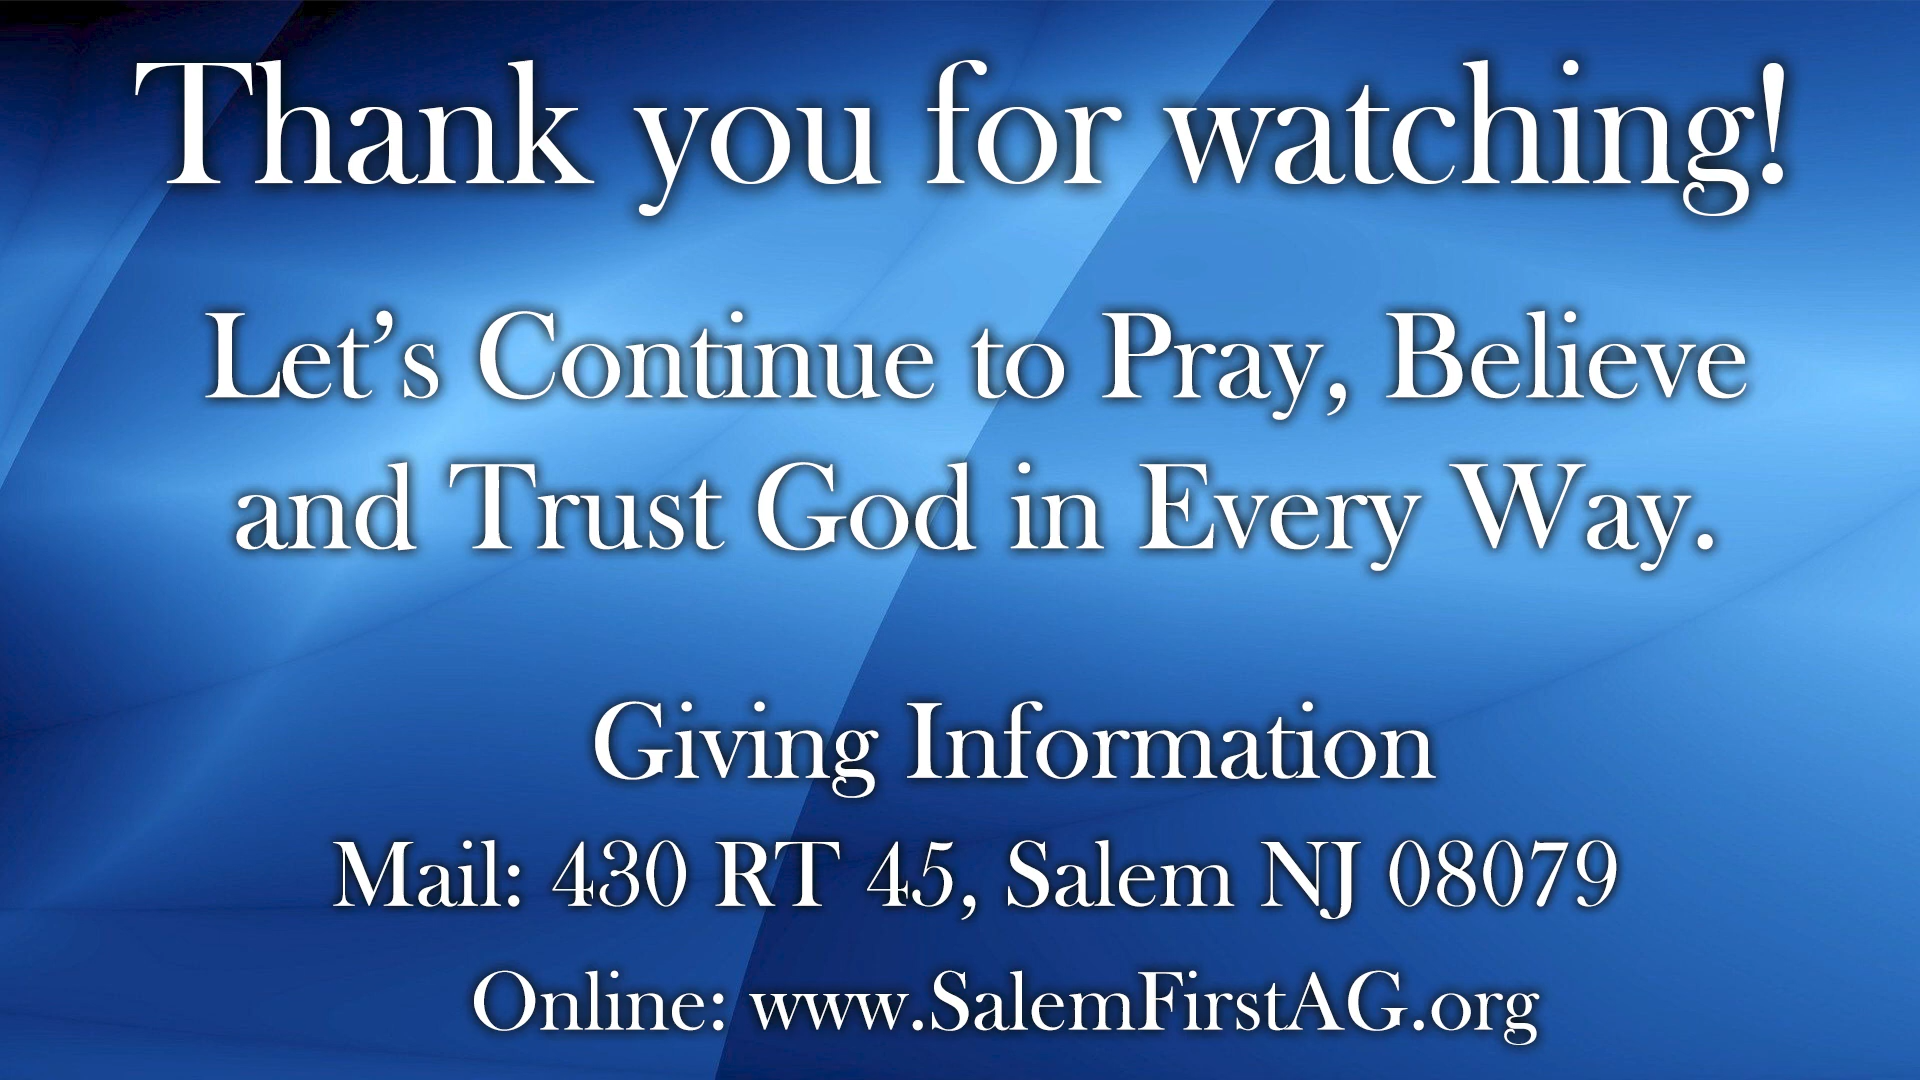 Thank you for watching!
Let’s Continue to Pray, Believe
and Trust God in Every Way.
Giving Information
Mail: 430 RT 45, Salem NJ 08079
Online: www.SalemFirstAG.org